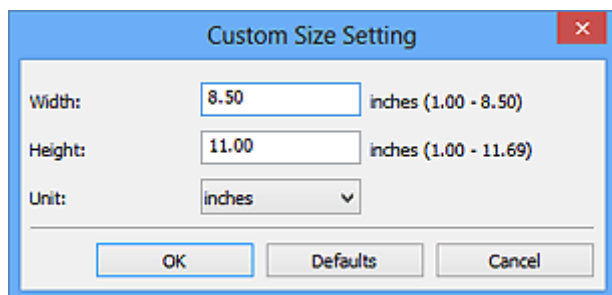 Custom Size Setting
Width: 8.50 inches (1.00 - 8.50)
Height: 11.00 inches (1.00 - 11.69)
Unit: inches
OK Defaults Cancel